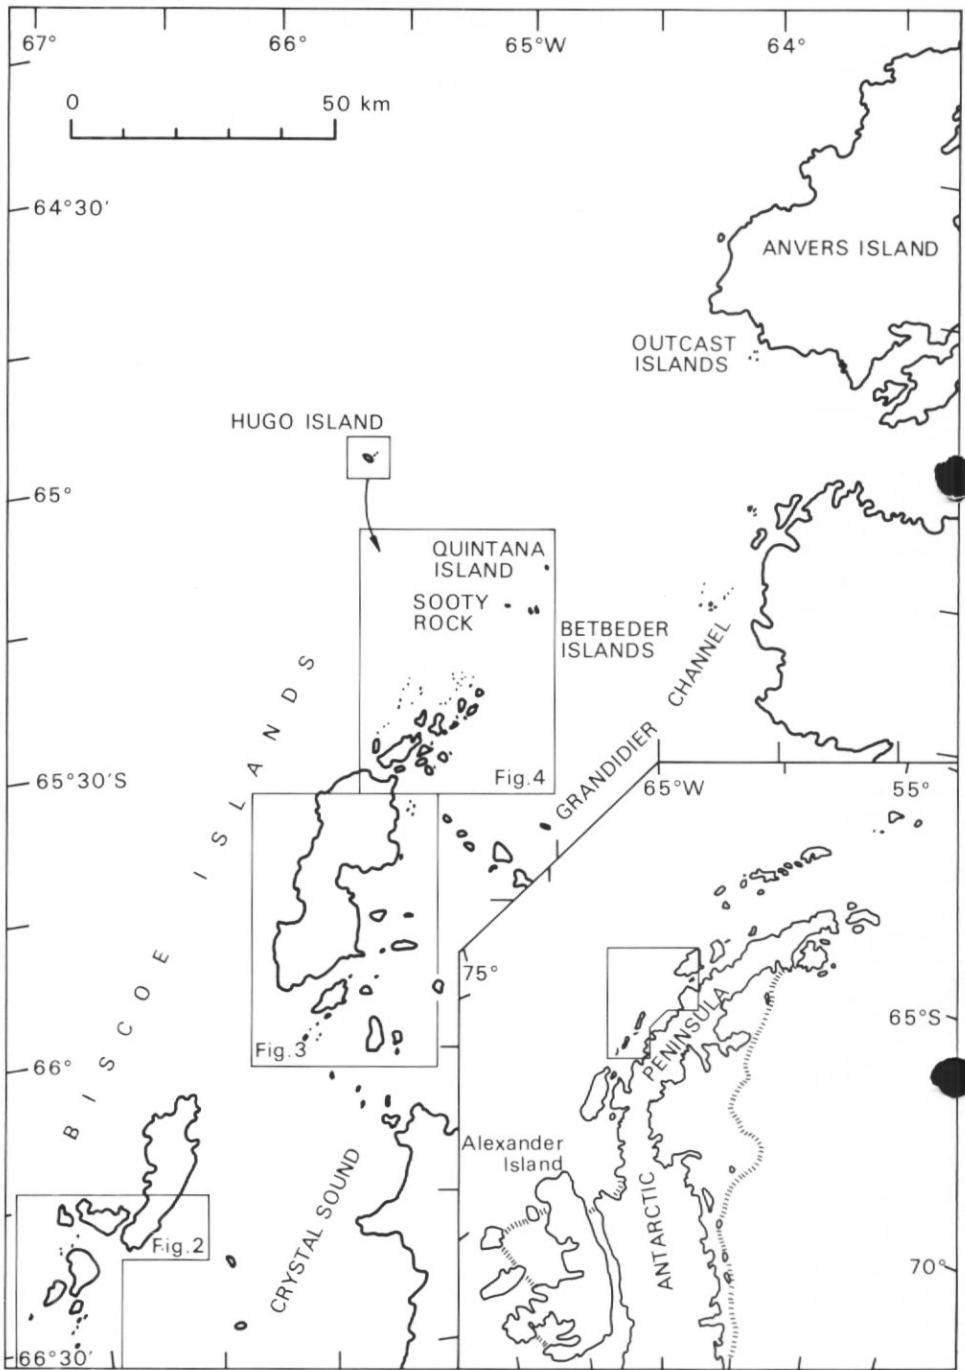 67°
66°
65°W
64°
0
50 km
64°30'
ANVERS ISLAND
OUTCAST
ISLANDS
HUGO ISLAND
65°
QUINTANA
ISLAND
SOOTY
ROCK
BETBEDER
ISLANDS
GRANDIDIER CHANNEL
BISCOE ISLANDS
65°30'S
Fig.4
65°W
55°
75°
65°S
PENINSULA
Fig.3
66°
Alexander
Island
ANTARCTIC
CRYSTAL SOUND
Fig.2
70°
66°30'